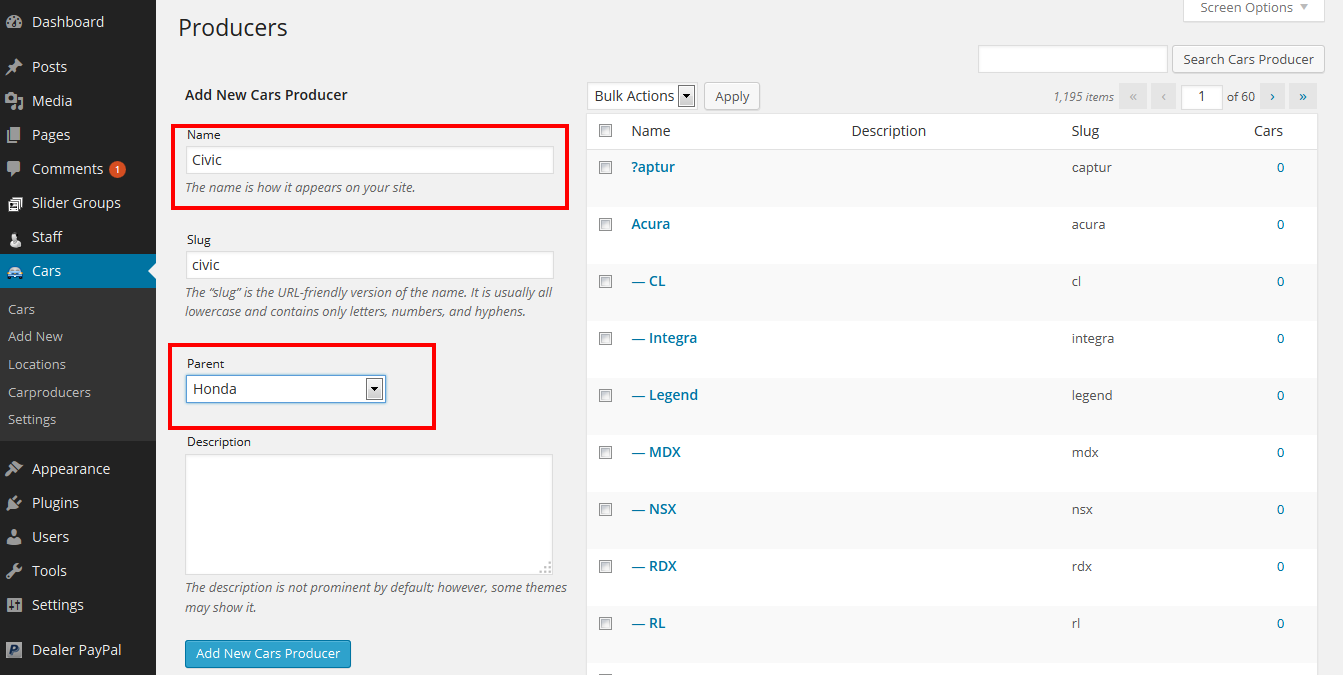 Dashboard
Posts
Media
Pages
Comments 1
Slider Groups
Staff
Cars
Cars
Add New
Locations
Carproducers
Settings
Appearance
Plugins
Users
Tools
Settings
Dealer PayPal
Screen Options
Producers
Search Cars Producer
Add New Cars Producer
Name
Civic
The name is how it appears on your site.
Slug
civic
The “slug” is the URL-friendly version of the name. It is usually all
lowercase and contains only letters, numbers, and hyphens.
Parent
Honda
Description
The description is not prominent by default; however, some themes
may show it.
Add New Cars Producer
Bulk Actions Apply 1,195 items « ‹ 1 of 60 › »
Name Description Slug Cars
?aptur captur 0
Acura acura 0
— CL cl 0
— Integra integra 0
— Legend legend 0
— MDX mdx 0
— NSX nsx 0
— RDX rdx 0
— RL rl 0